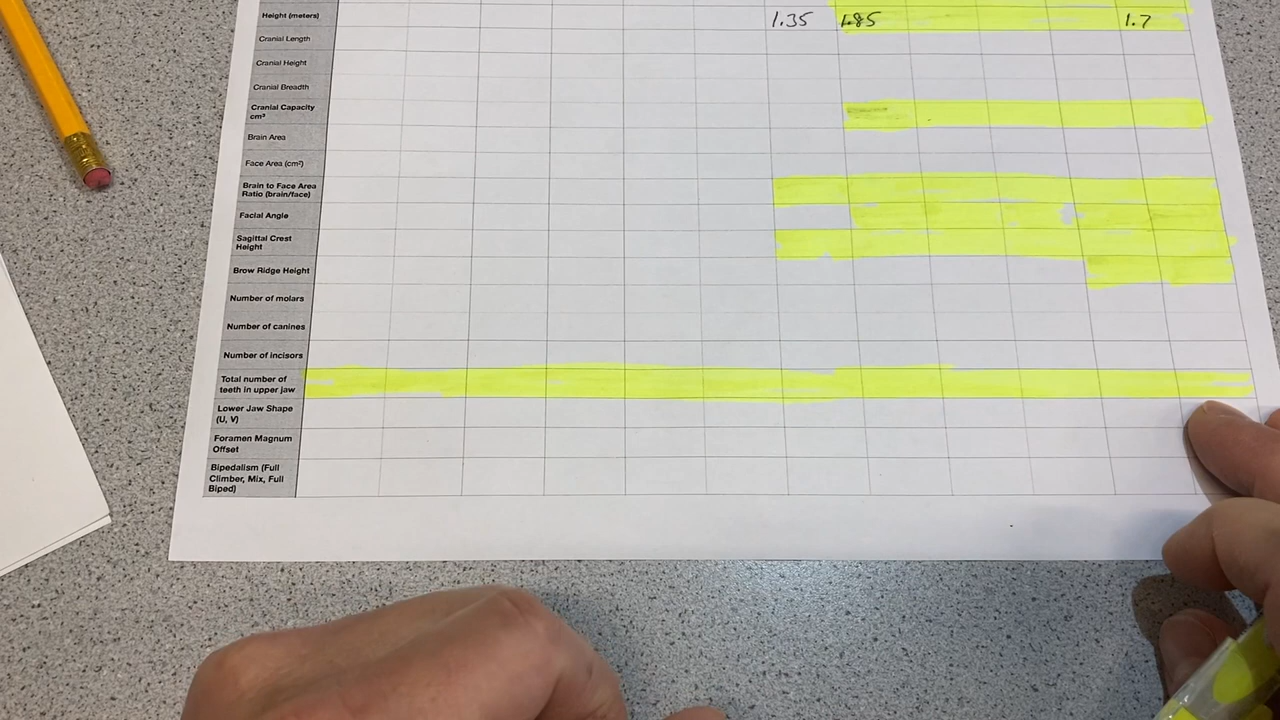 Height (meters) 1.35 1.85 1.7
Cranial Length
Cranial Height
Cranial Breadth
Cranial Capacity
cm³
Brain Area
Face Area (cm²)
Brain to Face Area
Ratio (brain/face)
Facial Angle
Sagittal Crest
Height
Brow Ridge Height
Number of molars
Number of canines
Number of incisors
Total number of
teeth in upper jaw
Lower Jaw Shape
(U, V)
Foramen Magnum
Offset
Bipedalism (Full
Climber, Mix, Full
Biped)